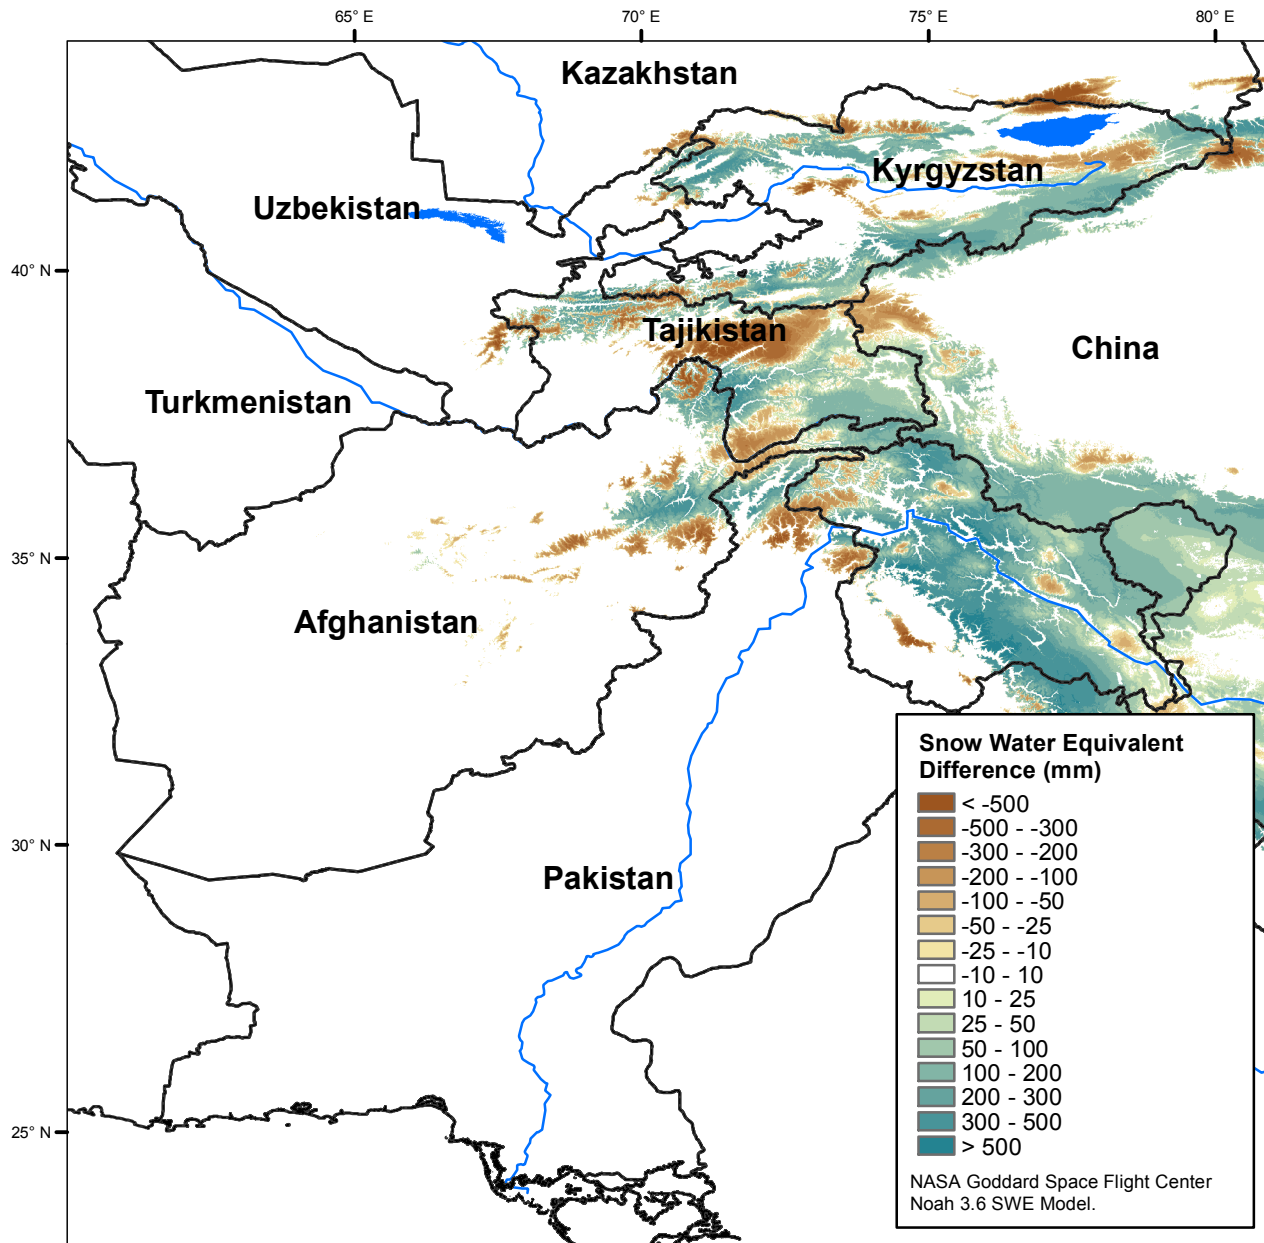 65° E
70° E
75° E
80° E
Kazakhstan
Kyrgyzstan
Uzbekistan
40° N
Tajikistan
China
Turkmenistan
35° N
Afghanistan
Snow Water Equivalent
Difference (mm)
< -500
-500 - -300
-300 - -200
-200 - -100
-100 - -50
-50 - -25
-25 - -10
-10 - 10
10 - 25
25 - 50
50 - 100
100 - 200
200 - 300
300 - 500
> 500
30° N
Pakistan
25° N
NASA Goddard Space Flight Center
Noah 3.6 SWE Model.